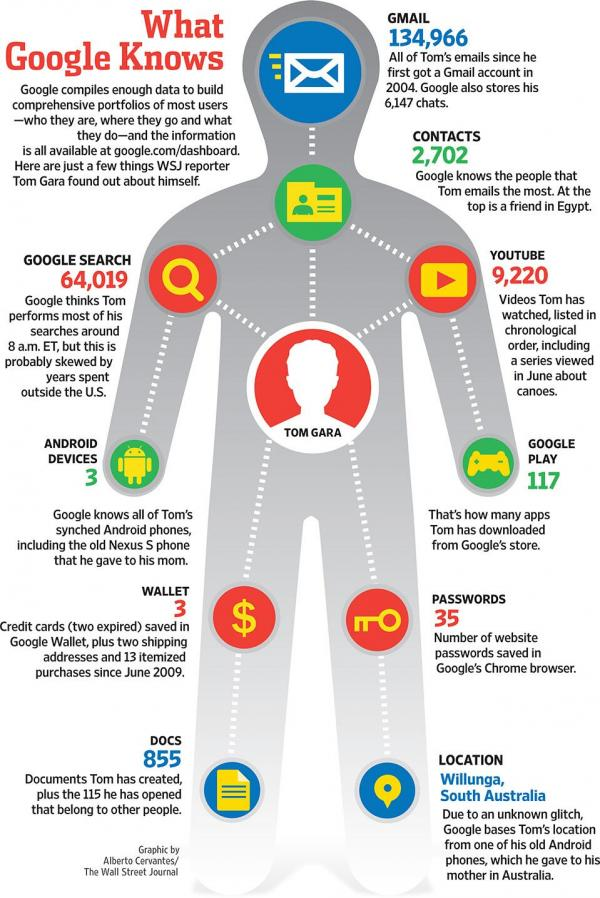 What
Google Knows
Google compiles enough data to build
comprehensive portfolios of most users
—who they are, where they go and what
they do—and the information
is all available at google.com/dashboard.
Here are just a few things WSJ reporter
Tom Gara found out about himself.
GMAIL
134,966
All of Tom's emails since he
first got a Gmail account in
2004. Google also stores his
6,147 chats.
CONTACTS
2,702
Google knows the people that
Tom emails the most. At the
top is a friend in Egypt.
GOOGLE SEARCH
64,019
Google thinks Tom
performs most of his
searches around
8 a.m. ET, but this is
probably skewed by
years spent
outside the U.S.
YOUTUBE
9,220
Videos Tom has
watched, listed in
chronological
order, including
a series viewed
in June about
canoes.
TOM GARA
ANDROID
DEVICES
3
Google knows all of Tom's
synched Android phones,
including the old Nexus S phone
that he gave to his mom.
GOOGLE
PLAY
117
That's how many apps
Tom has downloaded
from Google's store.
WALLET
3
Credit cards (two expired) saved in
Google Wallet, plus two shipping
addresses and 13 itemized
purchases since June 2009.
$
PASSWORDS
35
Number of website
passwords saved in
Google's Chrome browser.
DOCS
855
Documents Tom has created,
plus the 115 he has opened
that belong to other people.
LOCATION
Willunga,
South Australia
Due to an unknown glitch,
Google bases Tom's location
from one of his old Android
phones, which he gave to his
mother in Australia.
Graphic by
Alberto Cervantes/
The Wall Street Journal